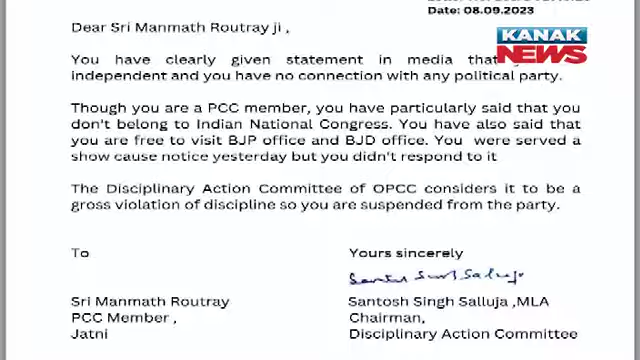 Date: 08.09.2023
KANAK
NEWS
Dear Sri Manmath Routray ji ,
You have clearly given statement in media that
independent and you have no connection with any political party.
Though you are a PCC member, you have particularly said that you
don't belong to Indian National Congress. You have also said that
you are free to visit BJP office and BJD office. You were served a
show cause notice yesterday but you didn't respond to it
The Disciplinary Action Committee of OPCC considers it to be a
gross violation of discipline so you are suspended from the party.
To
Yours sincerely
Santosh Singh Saluja
Sri Manmath Routray
Santosh Singh Salluja ,MLA
PCC Member ,
Chairman,
Jatni
Disciplinary Action Committee